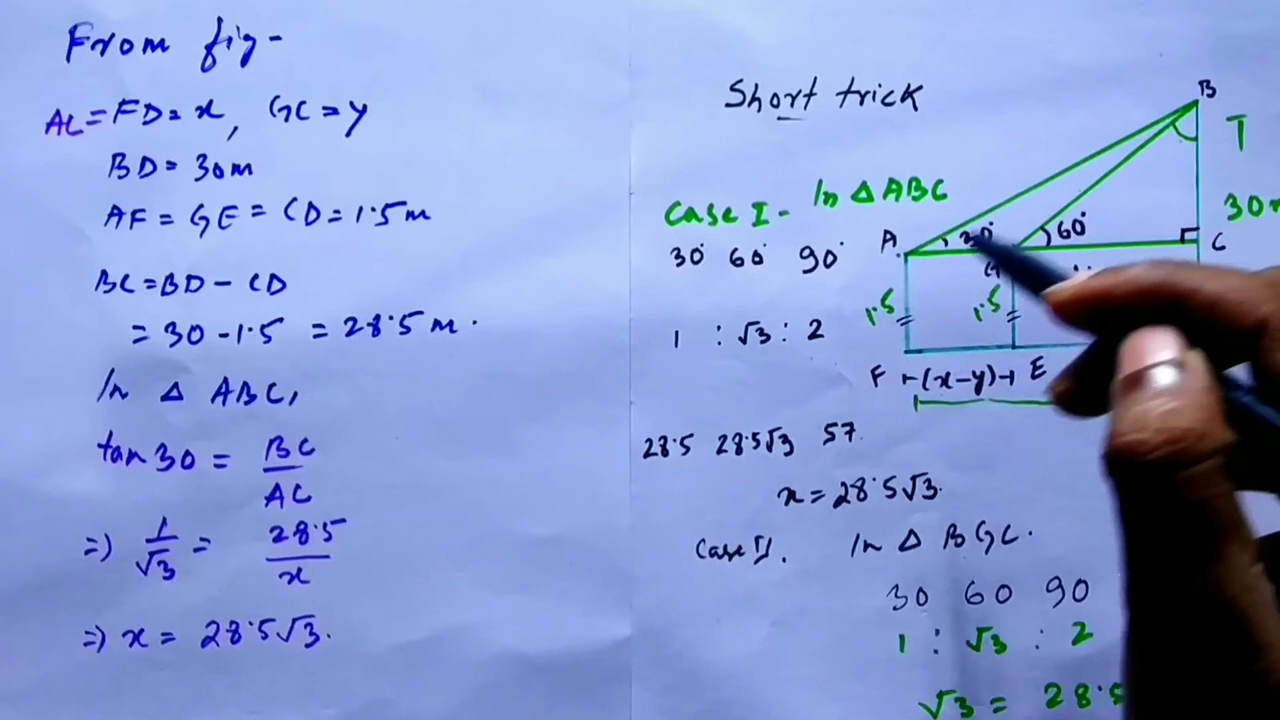 From fig-
AC = FD = x, GC = y
BD = 30m
AF = GE = CD = 1.5m
BC = BD - CD
= 30 - 1.5 = 28.5 m.
In Δ ABC,
tan 30 = BC/AC
=> 1/√3 = 28.5/x
=> x = 28.5√3.
Short trick
Case I - In Δ ABC
30° 60° 90°
1 : √3 : 2
28.5 28.5√3 57
x = 28.5√3.
Case II. In Δ BGC.
30 60 90
1 : √3 : 2
√3 = 28.5
B
T
30
A 30° 60° C
G
1.5 1.5
F (x-y) E